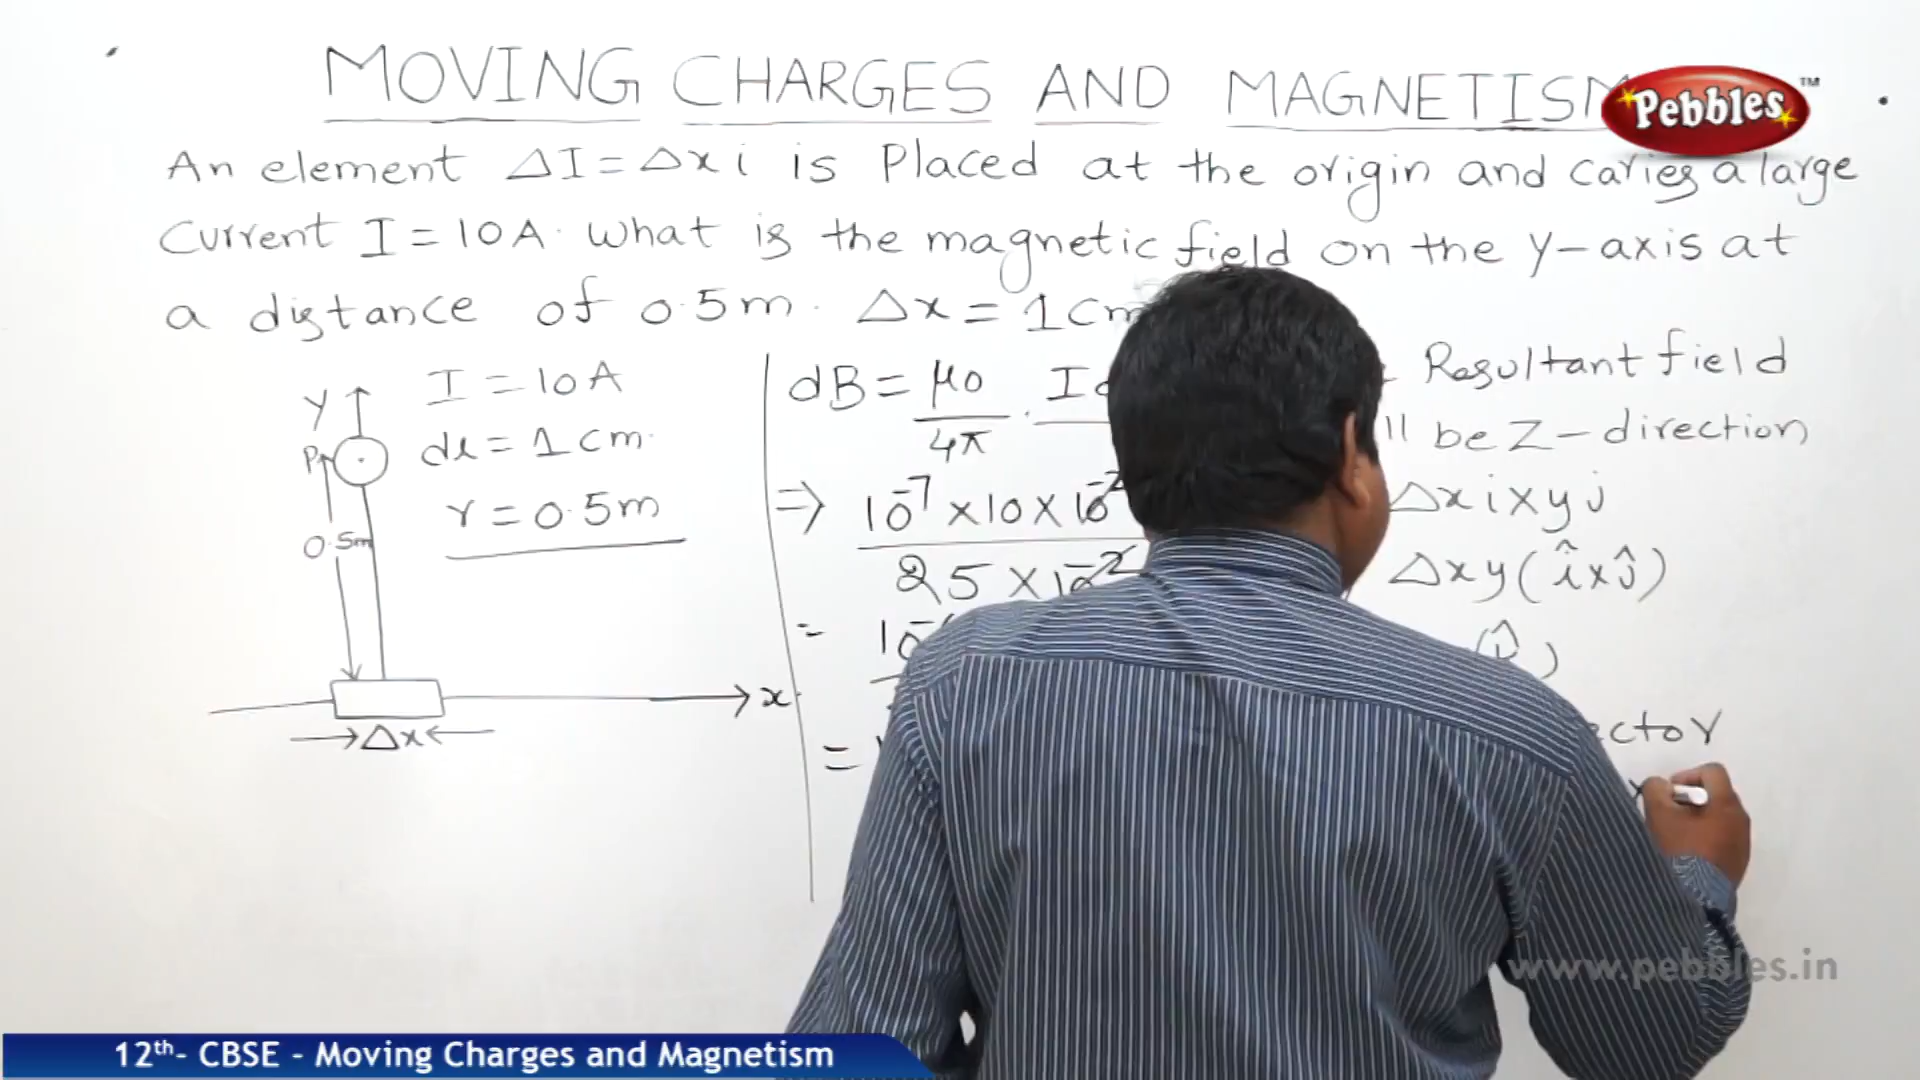 MOVING CHARGES AND MAGNETISM
Pebbles™
An element ΔI = Δx i is Placed at the origin and caries a large
Current I = 10A. What is the magnetic field on the y-axis at
a distance of 0.5m. Δx = 1cm
Y
I = 10A
P
dl = 1cm.
r = 0.5m
0.5m
x
Δx
dB = μ0/4π . I
⇒ 10⁻⁷ × 10 × 10⁻² / 25 × 10⁻²
=
=
Resultant field
be Z-direction
Δx i × y j
Δxy (î × ĵ)
www.pebbles.in
12th- CBSE - Moving Charges and Magnetism